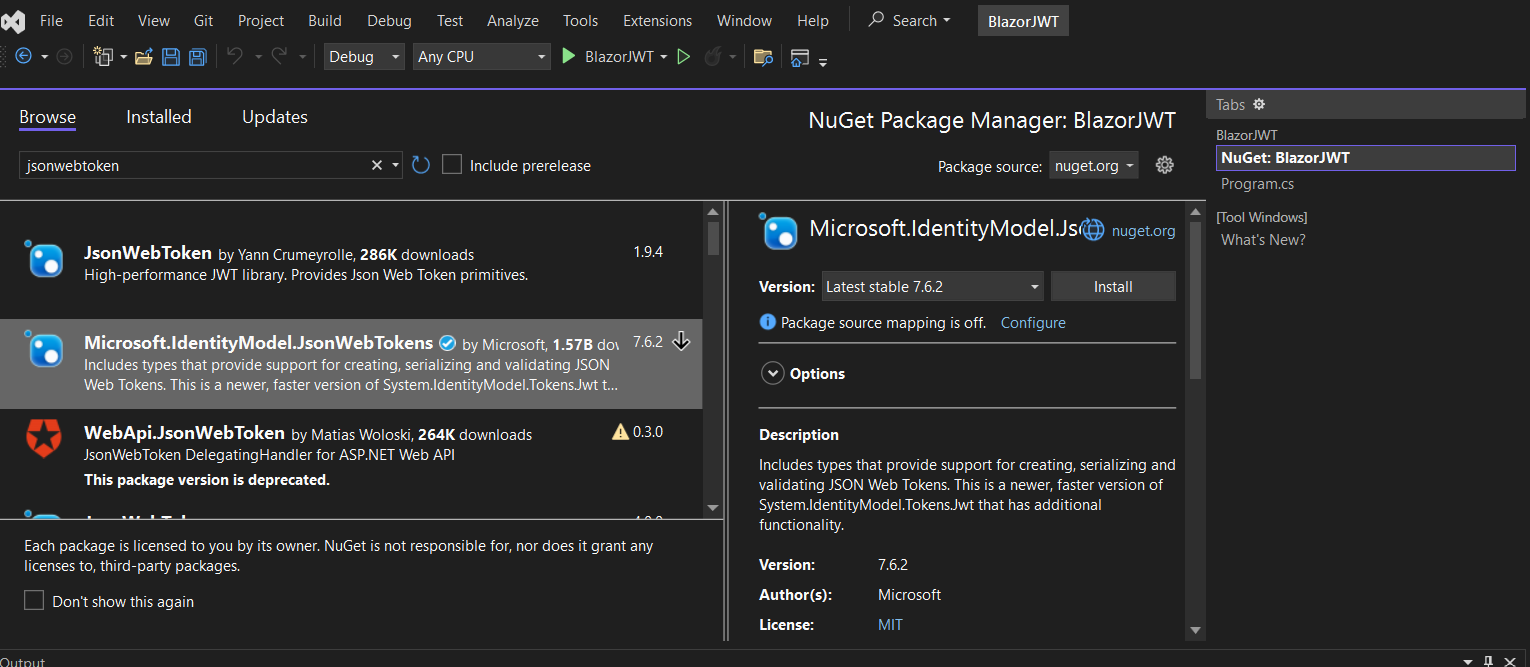 File Edit View Git Project Build Debug Test Analyze Tools Extensions Window Help Search BlazorJWT
Debug Any CPU BlazorJWT
Browse Installed Updates
NuGet Package Manager: BlazorJWT
jsonwebtoken
Include prerelease
Package source: nuget.org
JsonWebToken by Yann Crumeyrolle, 286K downloads 1.9.4
High-performance JWT library. Provides Json Web Token primitives.
Microsoft.IdentityModel.JsonWebTokens by Microsoft, 1.57B dow 7.6.2
Includes types that provide support for creating, serializing and validating JSON
Web Tokens. This is a newer, faster version of System.IdentityModel.Tokens.Jwt t...
WebApi.JsonWebToken by Matias Woloski, 264K downloads 0.3.0
JsonWebToken DelegatingHandler for ASP.NET Web API
This package version is deprecated.
Each package is licensed to you by its owner. NuGet is not responsible for, nor does it grant any
licenses to, third-party packages.
Don't show this again
Microsoft.IdentityModel.Js nuget.org
Version: Latest stable 7.6.2 Install
Package source mapping is off. Configure
Options
Description
Includes types that provide support for creating, serializing and
validating JSON Web Tokens. This is a newer, faster version of
System.IdentityModel.Tokens.Jwt that has additional
functionality.
Version: 7.6.2
Author(s): Microsoft
License: MIT
Tabs
BlazorJWT
NuGet: BlazorJWT
Program.cs
[Tool Windows]
What's New?
Output